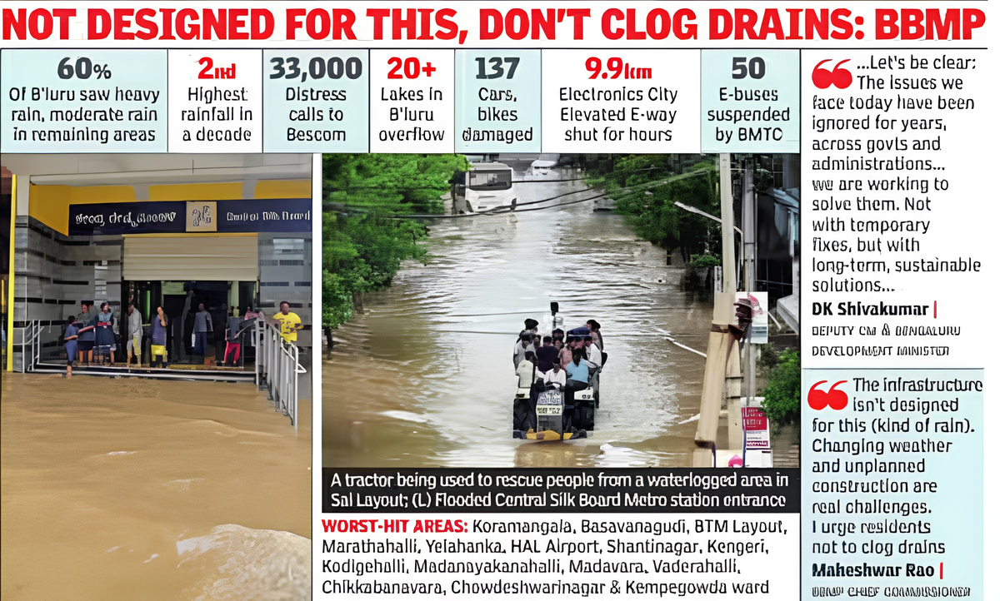 NOT DESIGNED FOR THIS, DON'T CLOG DRAINS: BBMP
60%
Of B'luru saw heavy
rain, moderate rain
in remaining areas
2nd
Highest
rainfall in
a decade
33,000
Distress
calls to
Bescom
20+
Lakes in
B'luru
overflow
137
Cars,
bikes
damaged
9.9km
Electronics City
Elevated E-way
shut for hours
50
E-buses
suspended
by BMTC
A tractor being used to rescue people from a waterlogged area in
Sai Layout; (L) Flooded Central Silk Board Metro station entrance
WORST-HIT AREAS: Koramangala, Basavanagudi, BTM Layout,
Marathahalli, Yelahanka, HAL Airport, Shantinagar, Kengeri,
Kodigehalli, Madanayakanahalli, Madavara, Vaderahalli,
Chikkabanavara, Chowdeshwarinagar & Kempegowda ward
“ ...Let's be clear:
The issues we
face today have been
ignored for years,
across govts and
administrations...
we are working to
solve them. Not
with temporary
fixes, but with
long-term, sustainable
solutions...
DK Shivakumar |
DEPUTY CM & BENGALURU
DEVELOPMENT MINISTER
“ The infrastructure
isn't designed
for this (kind of rain).
Changing weather
and unplanned
construction are
real challenges.
I urge residents
not to clog drains
Maheshwar Rao |
BBMP CHIEF COMMISSIONER